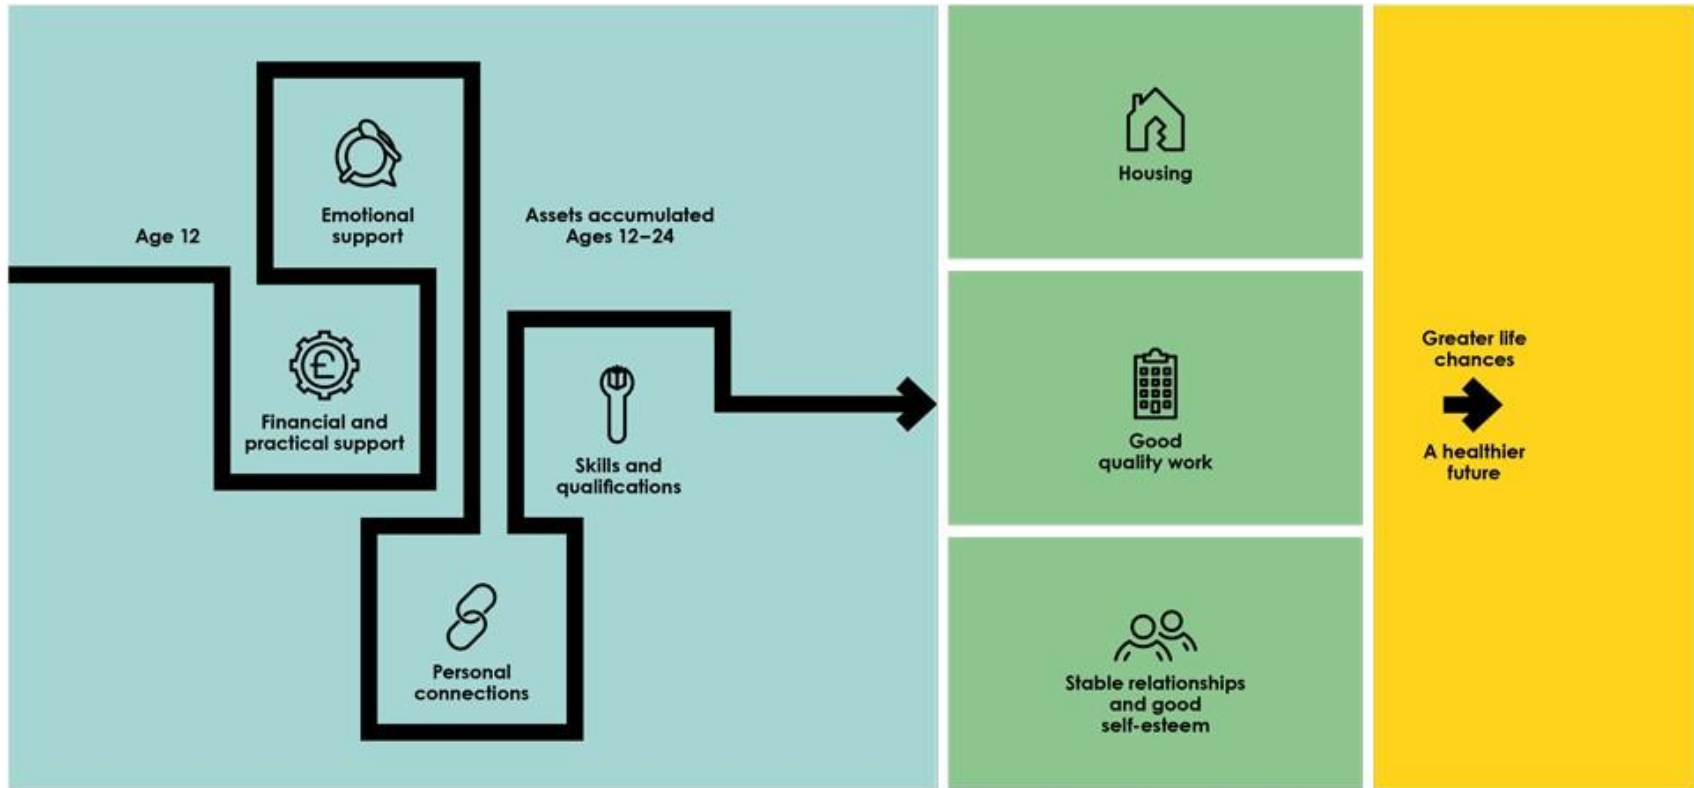 Age 12
Emotional
support
Financial and
practical support
Assets accumulated
Ages 12–24
Personal
connections
Skills and
qualifications
Housing
Good
quality work
Stable relationships
and good
self-esteem
Greater life
chances
A healthier
future